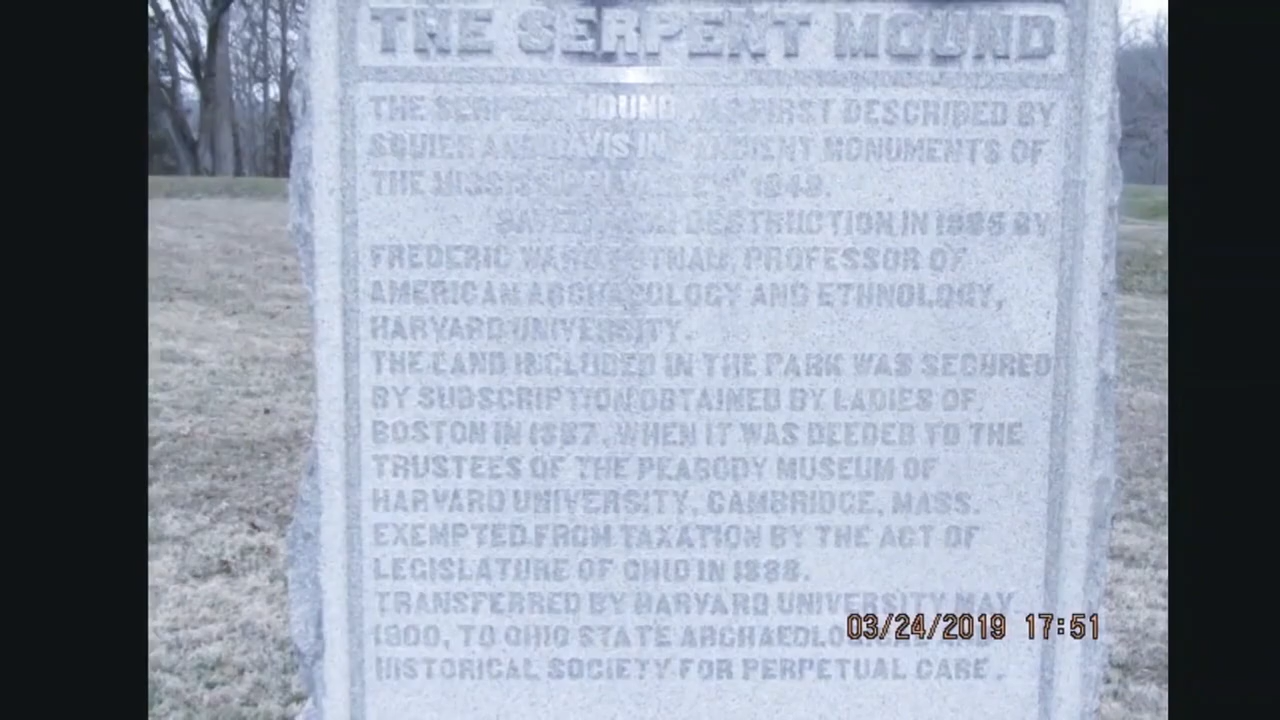 THE SERPENT MOUND
THE SERPENT MOUND WAS FIRST DESCRIBED BY
SQUIER AND DAVIS IN "ANCIENT MONUMENTS OF
THE MISSISSIPPI VALLEY" 1848.
SAVED FROM DESTRUCTION IN 1885 BY
FREDERIC WARD PUTNAM, PROFESSOR OF
AMERICAN ARCHAEOLOGY AND ETHNOLOGY,
HARVARD UNIVERSITY.
THE LAND INCLUDED IN THE PARK WAS SECURED
BY SUBSCRIPTION OBTAINED BY LADIES OF
BOSTON IN 1887, WHEN IT WAS DEEDED TO THE
TRUSTEES OF THE PEABODY MUSEUM OF
HARVARD UNIVERSITY, CAMBRIDGE, MASS.
EXEMPTED FROM TAXATION BY THE ACT OF
LEGISLATURE OF OHIO IN 1888.
TRANSFERRED BY HARVARD UNIVERSITY MAY
1900, TO OHIO STATE ARCHAEOLOGICAL AND
HISTORICAL SOCIETY FOR PERPETUAL CARE.
03/24/2019 17:51